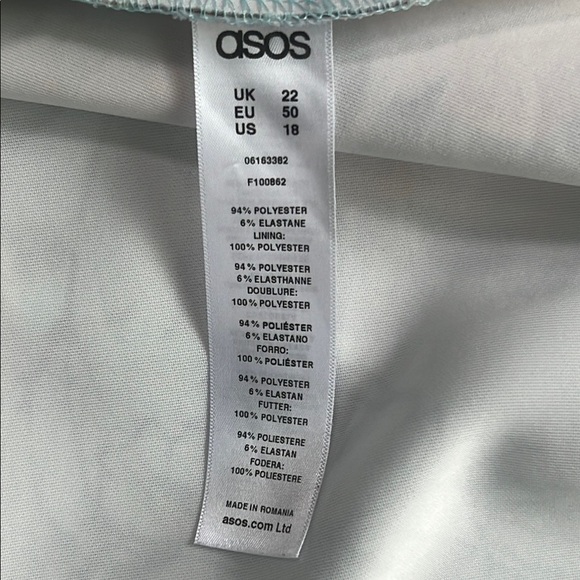 asos
UK 22
EU 50
US 18
06163382
F100862
94% POLYESTER
6% ELASTANE
LINING:
100% POLYESTER
94% POLYESTER
6% ELASTHANNE
DOUBLURE:
100% POLYESTER
94% POLIÉSTER
6% ELASTANO
FORRO:
100% POLIÉSTER
94% POLYESTER
6% ELASTAN
FUTTER:
100% POLYESTER
94% POLIESTERE
6% ELASTAN
FODERA:
100% POLIESTERE
MADE IN ROMANIA
asos.com Ltd